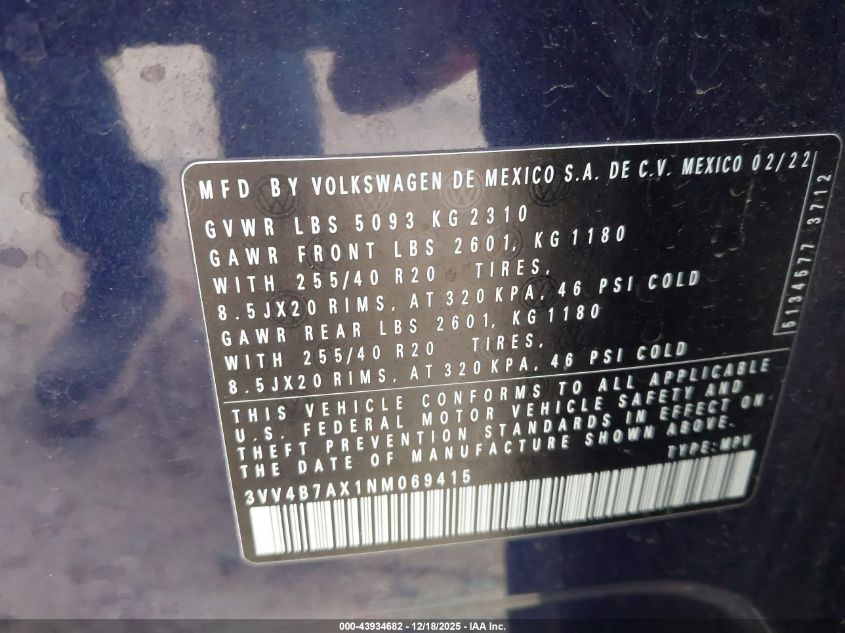 MFD BY VOLKSWAGEN DE MEXICO S.A. DE C.V. MEXICO 02/22
GVWR LBS 5093 KG 2310
GAWR FRONT LBS 2601, KG 1180
WITH 255/40 R20 TIRES,
8.5JX20 RIMS, AT 320 KPA, 46 PSI COLD
GAWR REAR LBS 2601, KG 1180
WITH 255/40 R20 TIRES,
8.5JX20 RIMS, AT 320 KPA, 46 PSI COLD
5134577 3712
THIS VEHICLE CONFORMS TO ALL APPLICABLE
U.S. FEDERAL MOTOR VEHICLE SAFETY AND
THEFT PREVENTION STANDARDS IN EFFECT ON
THE DATE OF MANUFACTURE SHOWN ABOVE.
TYPE:MPV
3VV4B7AX1NM069415
000-43934682 - 12/18/2025 - IAA Inc.